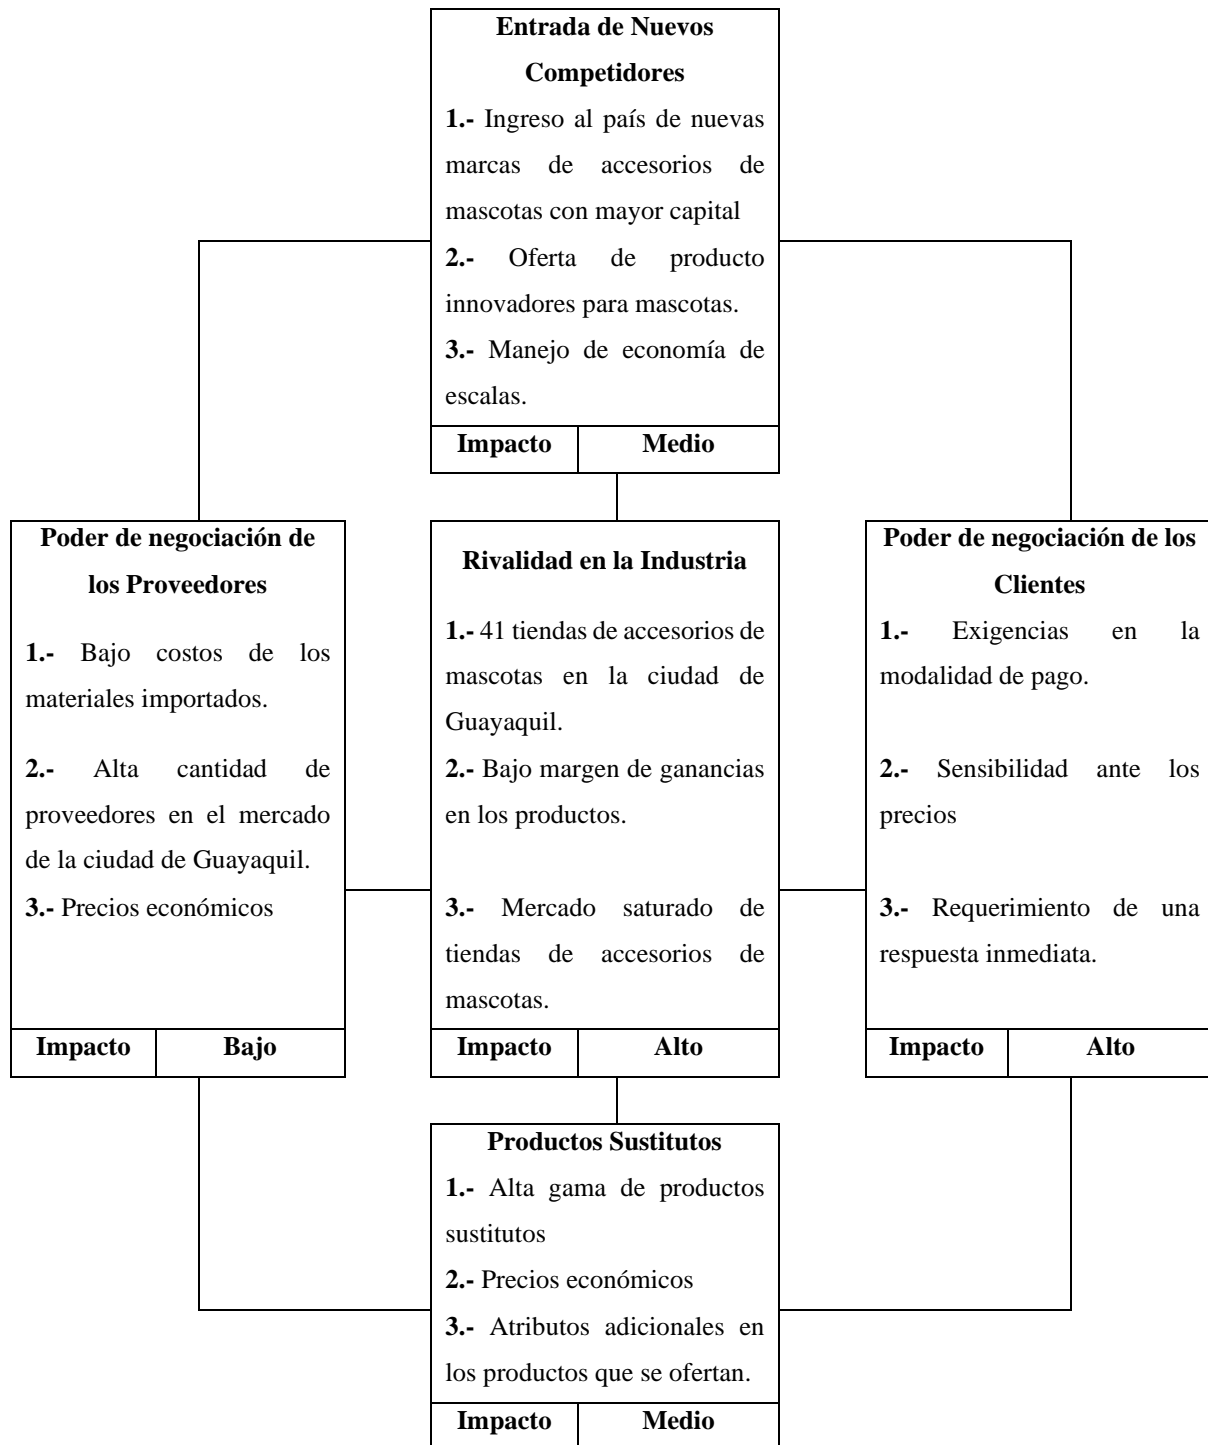 Entrada de Nuevos
Competidores
1.- Ingreso al país de nuevas
marcas de accesorios de
mascotas con mayor capital
2.- Oferta de producto
innovadores para mascotas.
3.- Manejo de economía de
escalas.
Impacto Medio
Poder de negociación de
los Proveedores
1.- Bajo costos de los
materiales importados.
2.- Alta cantidad de
proveedores en el mercado
de la ciudad de Guayaquil.
3.- Precios económicos
Impacto Bajo
Rivalidad en la Industria
1.- 41 tiendas de accesorios de
mascotas en la ciudad de
Guayaquil.
2.- Bajo margen de ganancias
en los productos.
3.- Mercado saturado de
tiendas de accesorios de
mascotas.
Impacto Alto
Poder de negociación de los
Clientes
1.- Exigencias en la
modalidad de pago.
2.- Sensibilidad ante los
precios
3.- Requerimiento de una
respuesta inmediata.
Impacto Alto
Productos Sustitutos
1.- Alta gama de productos
sustitutos
2.- Precios económicos
3.- Atributos adicionales en
los productos que se ofertan.
Impacto Medio